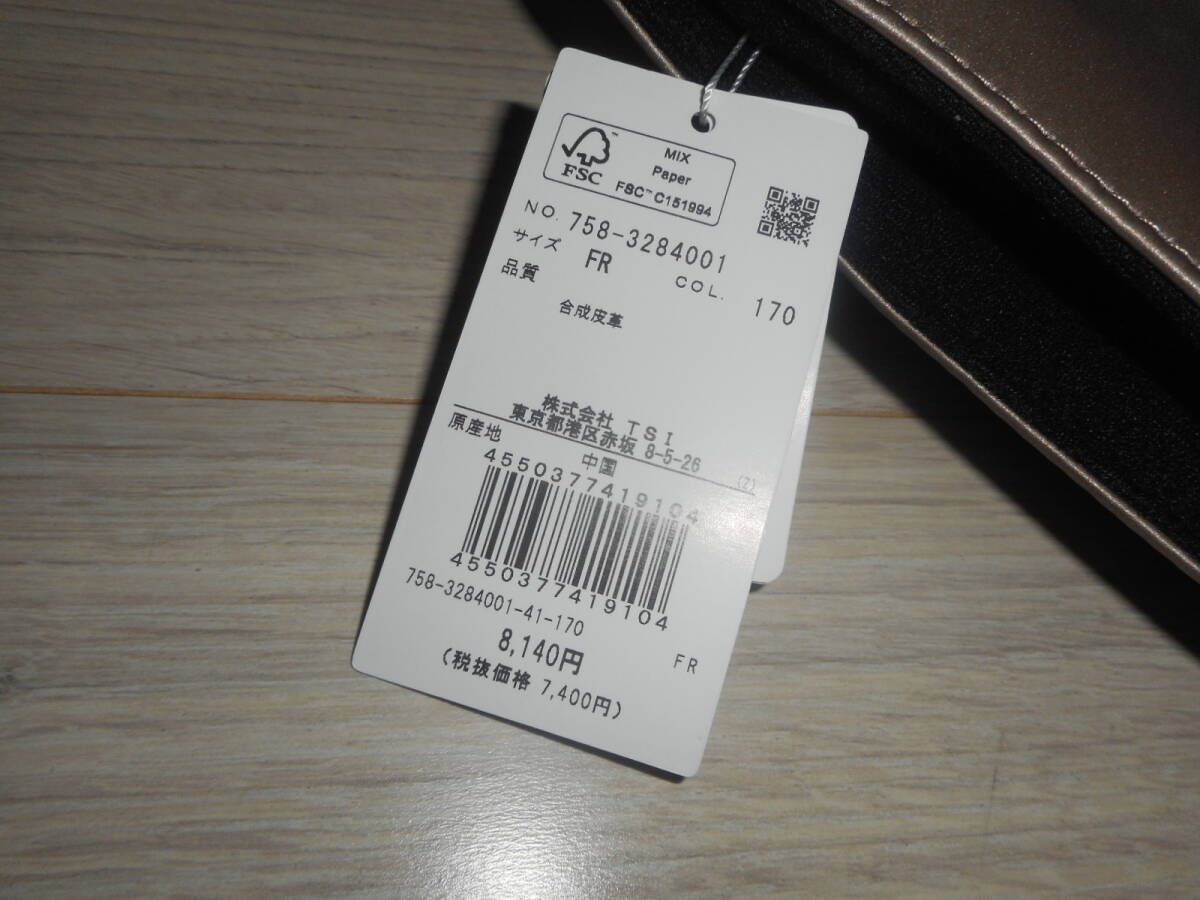 FSC™
MIX
Paper
FSC™ C151994
NO. 758-3284001
サイズ FR COL. 170
品質
合成皮革
株式会社 TSI
東京都港区赤坂 8-5-26
原産地 中国 (Z)
4550377419104
4550377419104
758-3284001-41-170
8,140円 FR
(税抜価格 7,400円)